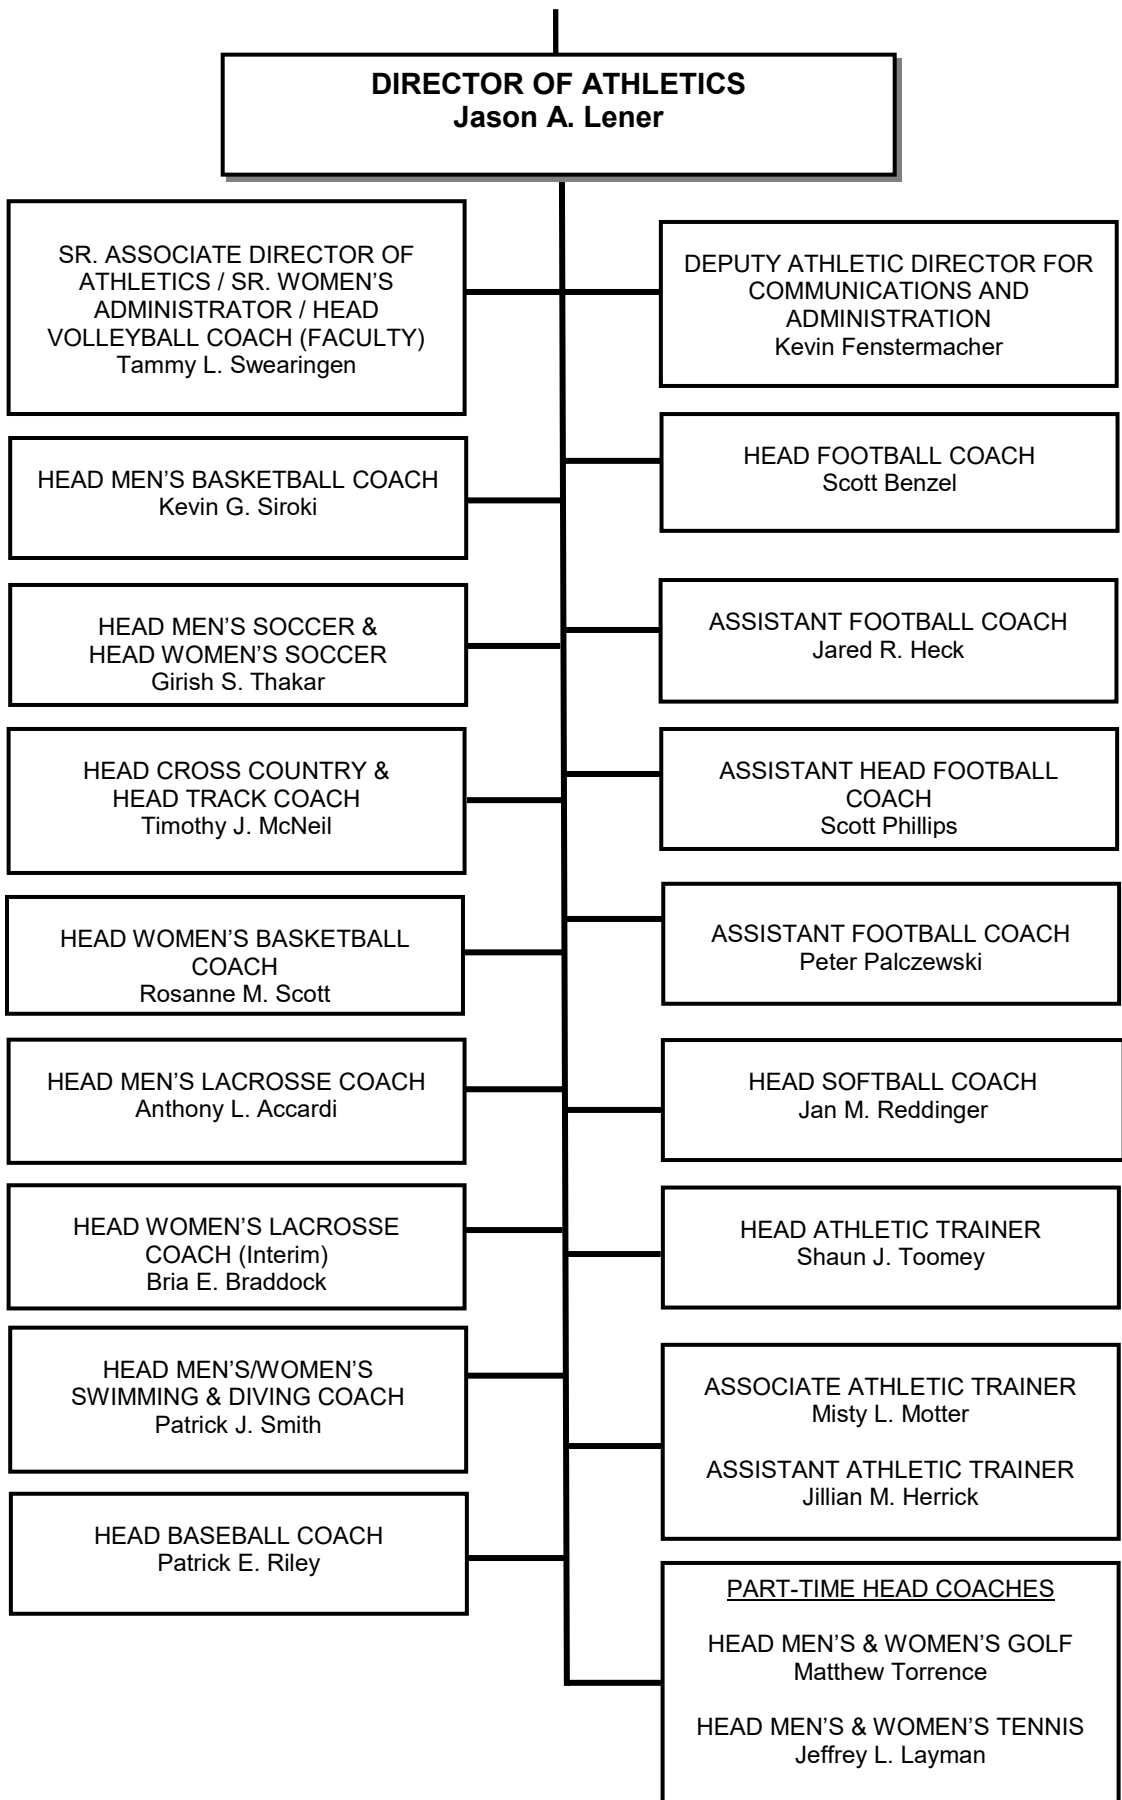 DIRECTOR OF ATHLETICS
Jason A. Lener
SR. ASSOCIATE DIRECTOR OF
ATHLETICS / SR. WOMEN’S
ADMINISTRATOR / HEAD
VOLLEYBALL COACH (FACULTY)
Tammy L. Swearingen
HEAD MEN’S BASKETBALL COACH
Kevin G. Siroki
HEAD MEN’S SOCCER &
HEAD WOMEN’S SOCCER
Girish S. Thakar
HEAD CROSS COUNTRY &
HEAD TRACK COACH
Timothy J. McNeil
HEAD WOMEN’S BASKETBALL
COACH
Rosanne M. Scott
HEAD MEN’S LACROSSE COACH
Anthony L. Accardi
HEAD WOMEN’S LACROSSE
COACH (Interim)
Bria E. Braddock
HEAD MEN’S/WOMEN’S
SWIMMING & DIVING COACH
Patrick J. Smith
HEAD BASEBALL COACH
Patrick E. Riley
DEPUTY ATHLETIC DIRECTOR FOR
COMMUNICATIONS AND
ADMINISTRATION
Kevin Fenstermacher
HEAD FOOTBALL COACH
Scott Benzel
ASSISTANT FOOTBALL COACH
Jared R. Heck
ASSISTANT HEAD FOOTBALL
COACH
Scott Phillips
ASSISTANT FOOTBALL COACH
Peter Palczewski
HEAD SOFTBALL COACH
Jan M. Reddinger
HEAD ATHLETIC TRAINER
Shaun J. Toomey
ASSOCIATE ATHLETIC TRAINER
Misty L. Motter
ASSISTANT ATHLETIC TRAINER
Jillian M. Herrick
PART-TIME HEAD COACHES
HEAD MEN’S & WOMEN’S GOLF
Matthew Torrence
HEAD MEN’S & WOMEN’S TENNIS
Jeffrey L. Layman